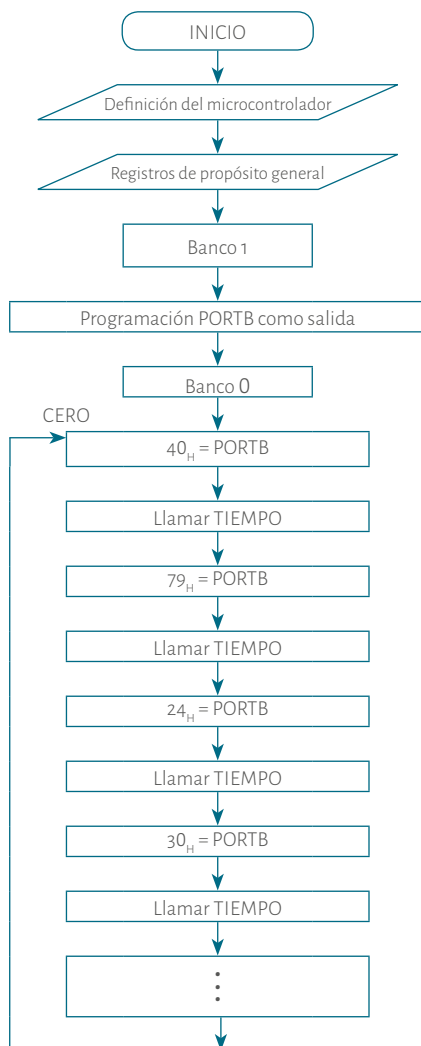 INICIO
Definición del microcontrolador
Registros de propósito general
Banco 1
Programación PORTB como salida
Banco 0
CERO
40H = PORTB
Llamar TIEMPO
79H = PORTB
Llamar TIEMPO
24H = PORTB
Llamar TIEMPO
30H = PORTB
Llamar TIEMPO
⋮